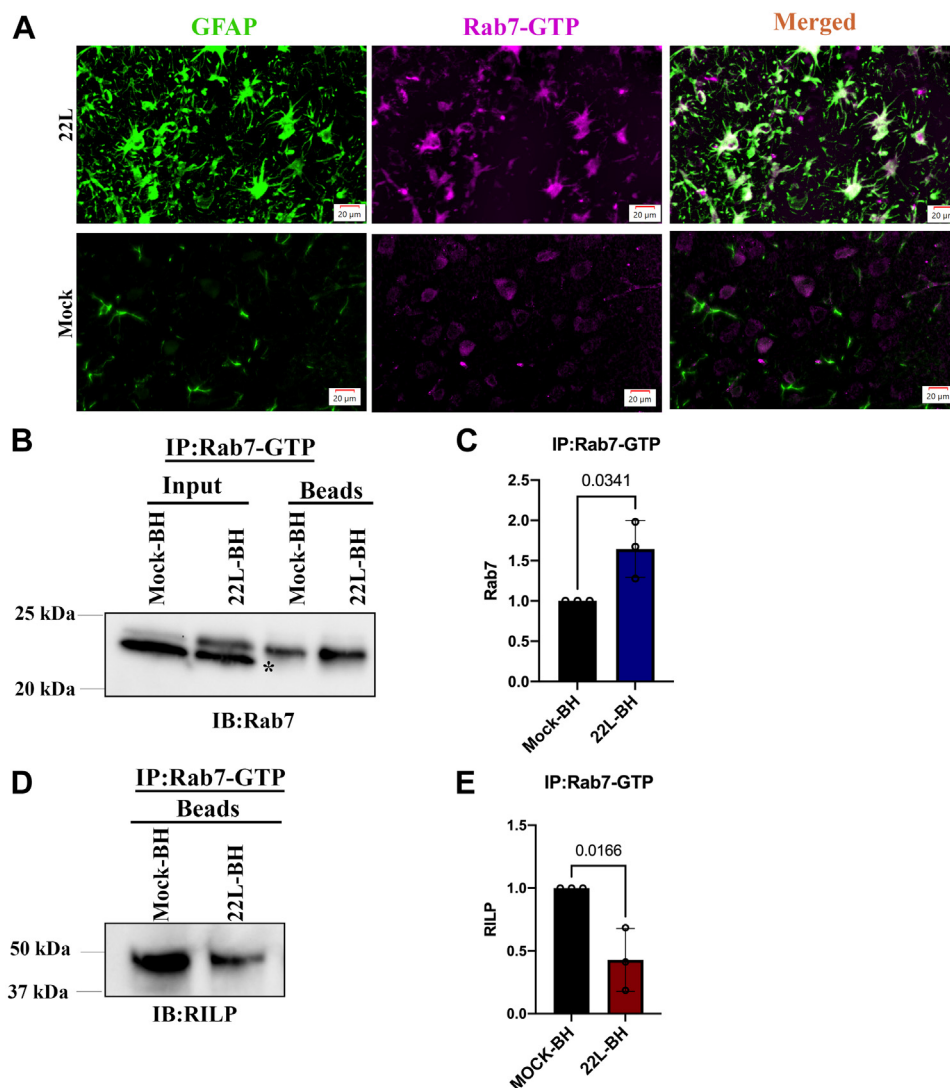 A
GFAP
Rab7-GTP
Merged
22L
20 µm
20 µm
20 µm
Mock
20 µm
20 µm
20 µm
B
IP:Rab7-GTP
Input
Beads
Mock-BH
22L-BH
Mock-BH
22L-BH
25 kDa
*
20 kDa
IB:Rab7
C
IP:Rab7-GTP
0.0341
2.5
2.0
1.5
1.0
0.5
0.0
Rab7
Mock-BH
22L-BH
D
IP:Rab7-GTP
Beads
Mock-BH
22L-BH
50 kDa
37 kDa
IB:RILP
E
IP:Rab7-GTP
0.0166
1.5
1.0
0.5
0.0
RILP
MOCK-BH
22L-BH